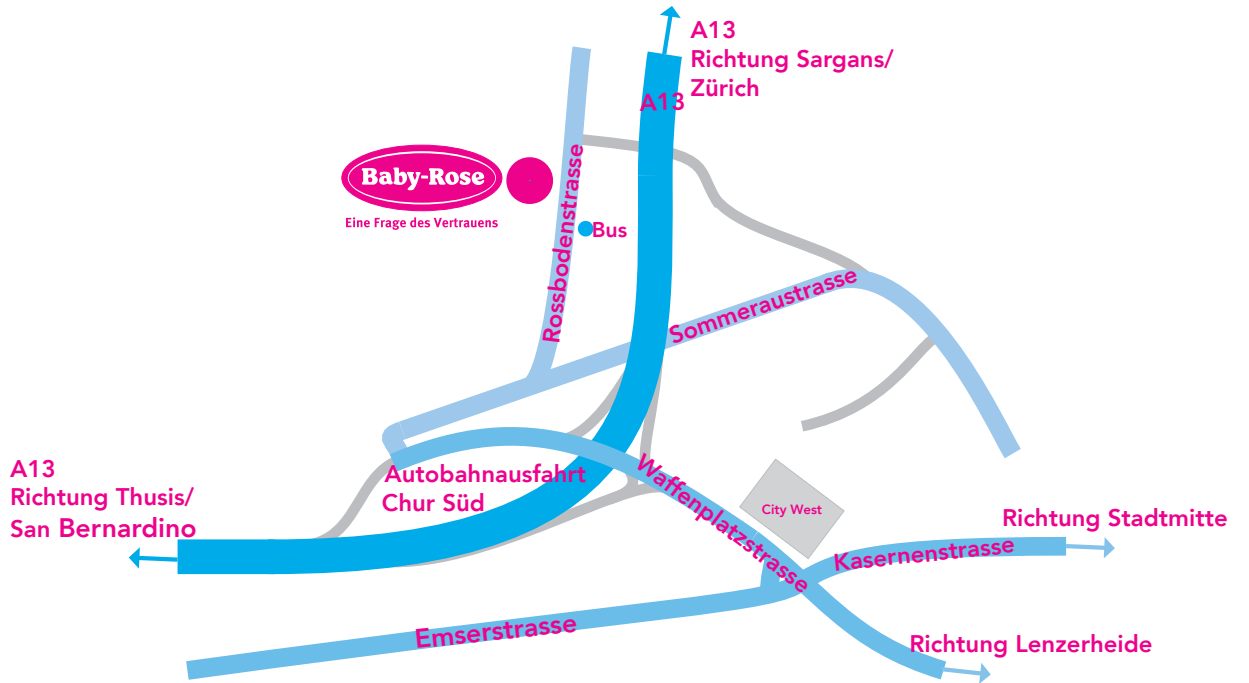 A13
Richtung Sargans/
Zürich
A13
Baby-Rose
Eine Frage des Vertrauens
Rossbodenstrasse
Bus
Sommeraustrasse
A13
Richtung Thusis/
San Bernardino
Autobahnausfahrt
Chur Süd
Waffenplatzstrasse
City West
Richtung Stadtmitte
Kasernenstrasse
Emserstrasse
Richtung Lenzerheide